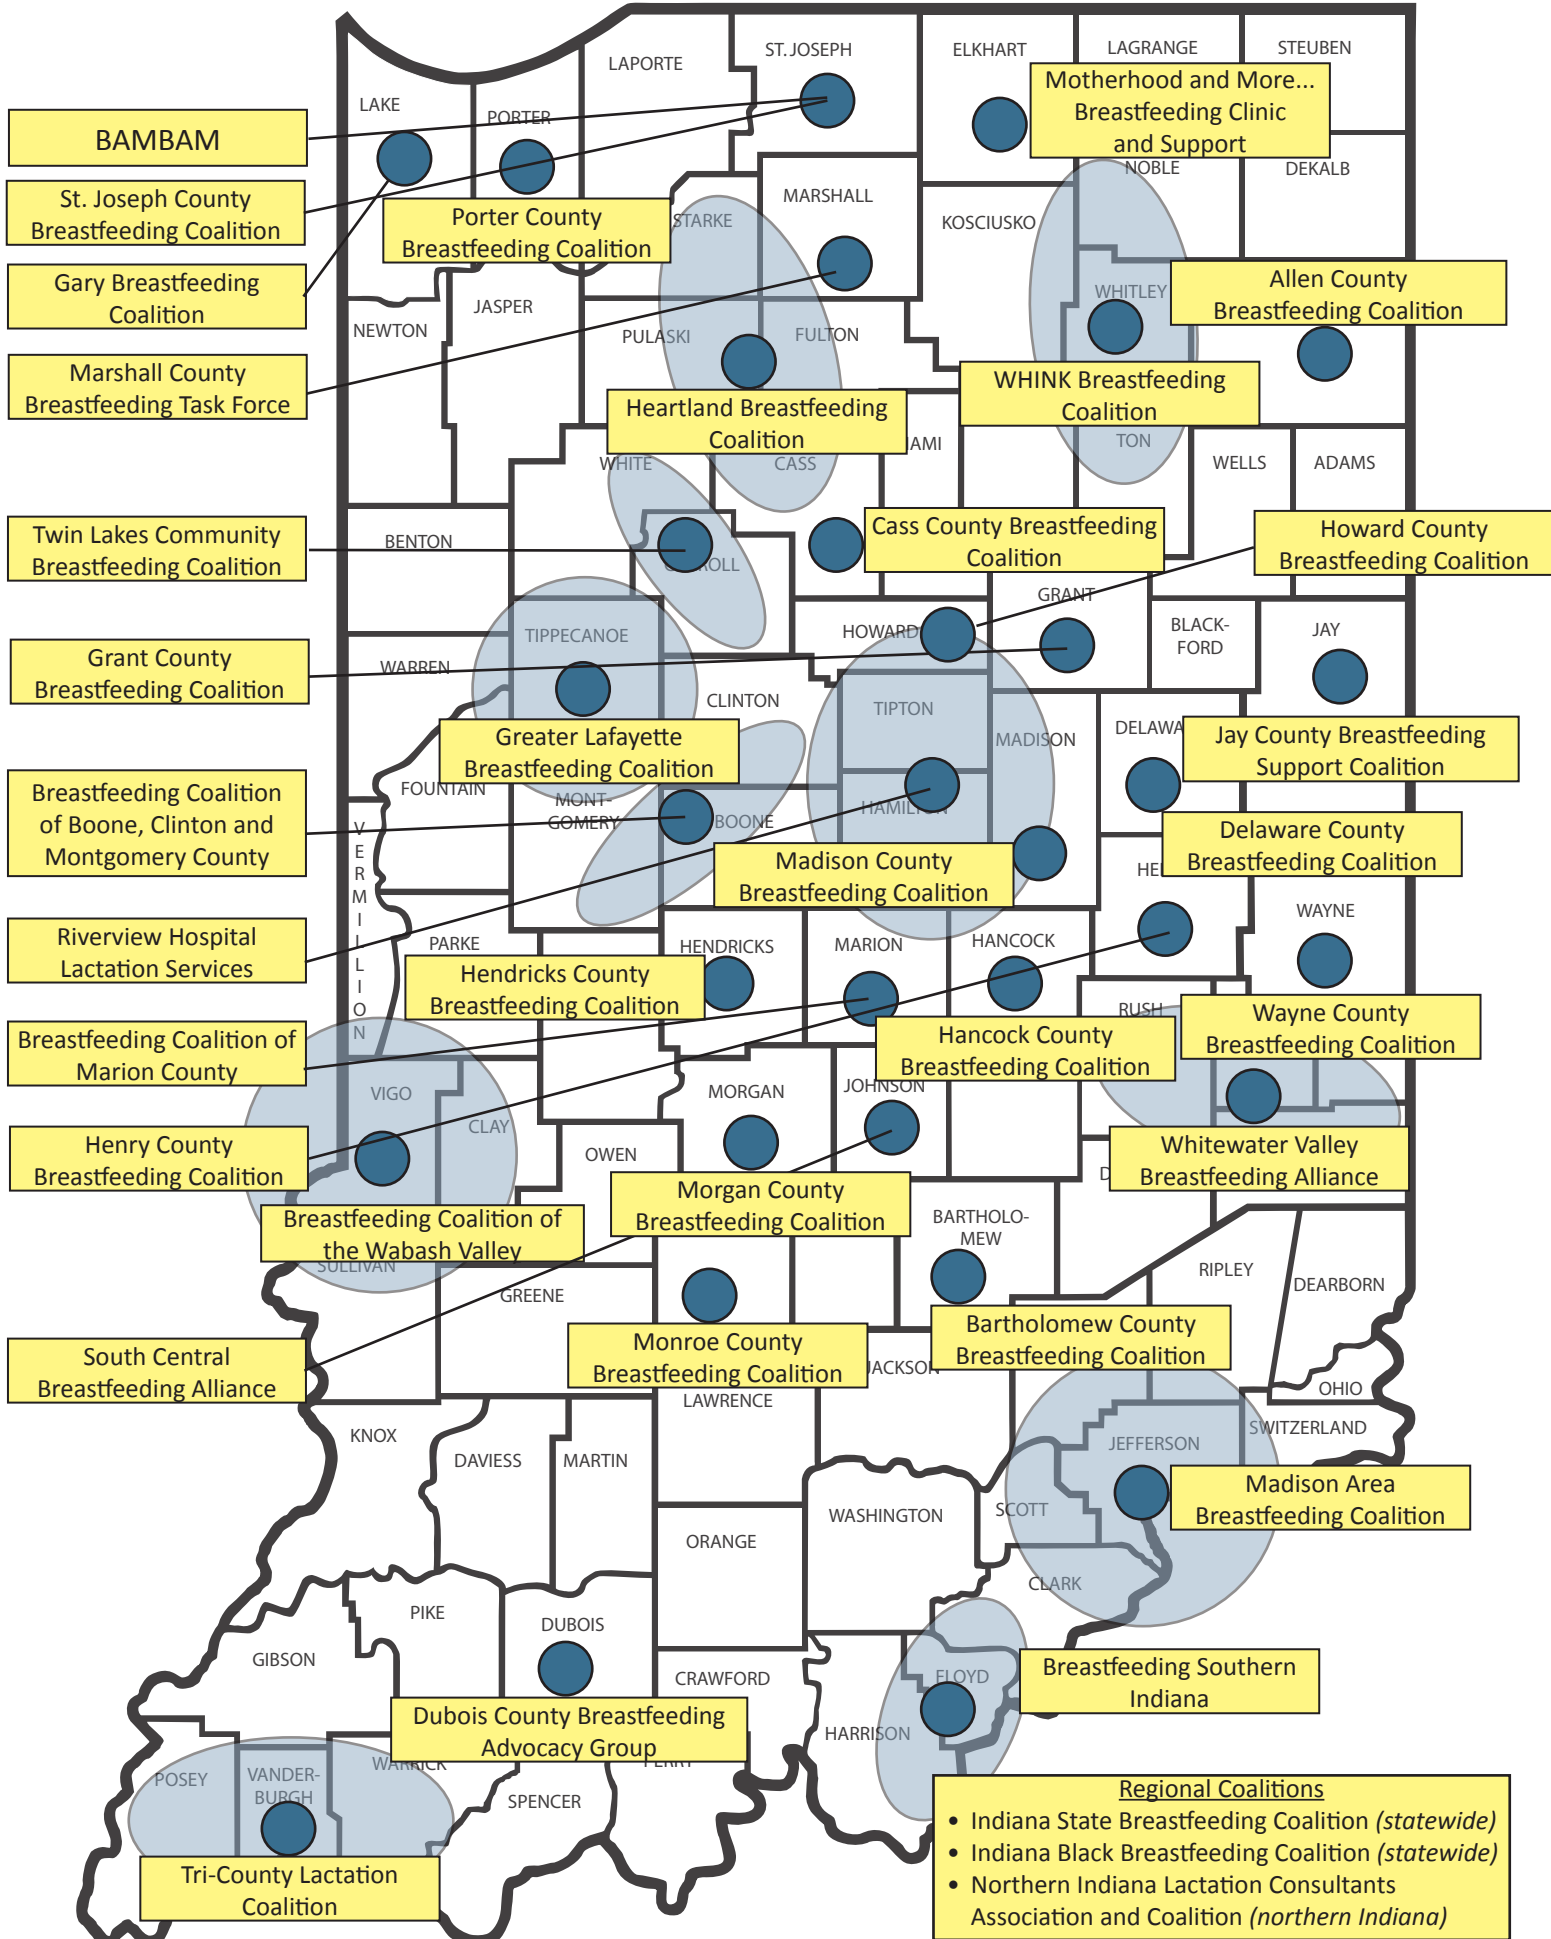 LAPORTE
ST. JOSEPH
ELKHART
LAGRANGE
STEUBEN
LAKE
PORTER
Motherhood and More...
Breastfeeding Clinic
and Support
BAMBAM
NOBLE
DEKALB
St. Joseph County
Breastfeeding Coalition
Porter County
Breastfeeding Coalition
STARKE
MARSHALL
KOSCIUSKO
Gary Breastfeeding
Coalition
NEWTON
JASPER
PULASKI
FULTON
WHITLEY
Allen County
Breastfeeding Coalition
Marshall County
Breastfeeding Task Force
Heartland Breastfeeding
Coalition
WHINK Breastfeeding
Coalition
AMI
TON
WHITE
CASS
WELLS
ADAMS
Twin Lakes Community
Breastfeeding Coalition
BENTON
ROLL
Cass County Breastfeeding
Coalition
Howard County
Breastfeeding Coalition
GRANT
TIPPECANOE
HOWARD
BLACK-
FORD
JAY
Grant County
Breastfeeding Coalition
WARREN
CLINTON
TIPTON
MADISON
DELAWA
Greater Lafayette
Breastfeeding Coalition
Jay County Breastfeeding
Support Coalition
Breastfeeding Coalition
of Boone, Clinton and
Montgomery County
FOUNTAIN
MONT-
GOMERY
BOONE
HAMILTON
VERMILLION
Madison County
Breastfeeding Coalition
Delaware County
Breastfeeding Coalition
HE
Riverview Hospital
Lactation Services
PARKE
HENDRICKS
MARION
HANCOCK
WAYNE
Hendricks County
Breastfeeding Coalition
Breastfeeding Coalition of
Marion County
Hancock County
Breastfeeding Coalition
RUSH
Wayne County
Breastfeeding Coalition
VIGO
CLAY
MORGAN
JOHNSON
Henry County
Breastfeeding Coalition
OWEN
Whitewater Valley
Breastfeeding Alliance
D
Breastfeeding Coalition of
the Wabash Valley
Morgan County
Breastfeeding Coalition
BARTHOLO-
MEW
SULLIVAN
GREENE
RIPLEY
DEARBORN
South Central
Breastfeeding Alliance
Monroe County
Breastfeeding Coalition
Bartholomew County
Breastfeeding Coalition
JACKSON
LAWRENCE
OHIO
KNOX
DAVIESS
MARTIN
JEFFERSON
SWITZERLAND
WASHINGTON
SCOTT
Madison Area
Breastfeeding Coalition
ORANGE
CLARK
PIKE
DUBOIS
GIBSON
CRAWFORD
FLOYD
Breastfeeding Southern
Indiana
Dubois County Breastfeeding
Advocacy Group
HARRISON
POSEY
VANDER-
BURGH
WARRICK
PERRY
SPENCER
Tri-County Lactation
Coalition
Regional Coalitions
• Indiana State Breastfeeding Coalition (statewide)
• Indiana Black Breastfeeding Coalition (statewide)
• Northern Indiana Lactation Consultants
Association and Coalition (northern Indiana)